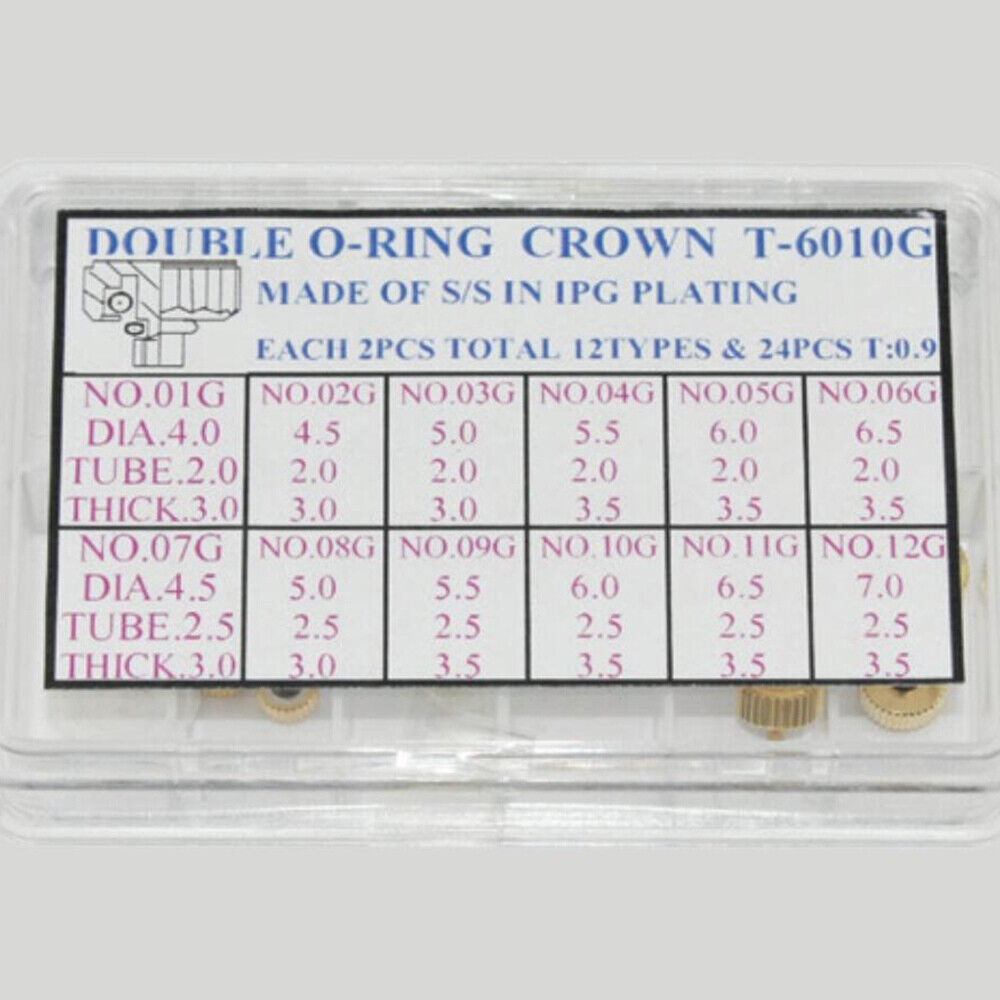 DOUBLE O-RING CROWN T-6010G
MADE OF S/S IN IPG PLATING
EACH 2PCS TOTAL 12TYPES & 24PCS T:0.9
NO.01G NO.02G NO.03G NO.04G NO.05G NO.06G
DIA.4.0 4.5 5.0 5.5 6.0 6.5
TUBE.2.0 2.0 2.0 2.0 2.0 2.0
THICK.3.0 3.0 3.0 3.5 3.5 3.5
NO.07G NO.08G NO.09G NO.10G NO.11G NO.12G
DIA.4.5 5.0 5.5 6.0 6.5 7.0
TUBE.2.5 2.5 2.5 2.5 2.5 2.5
THICK.3.0 3.0 3.5 3.5 3.5 3.5